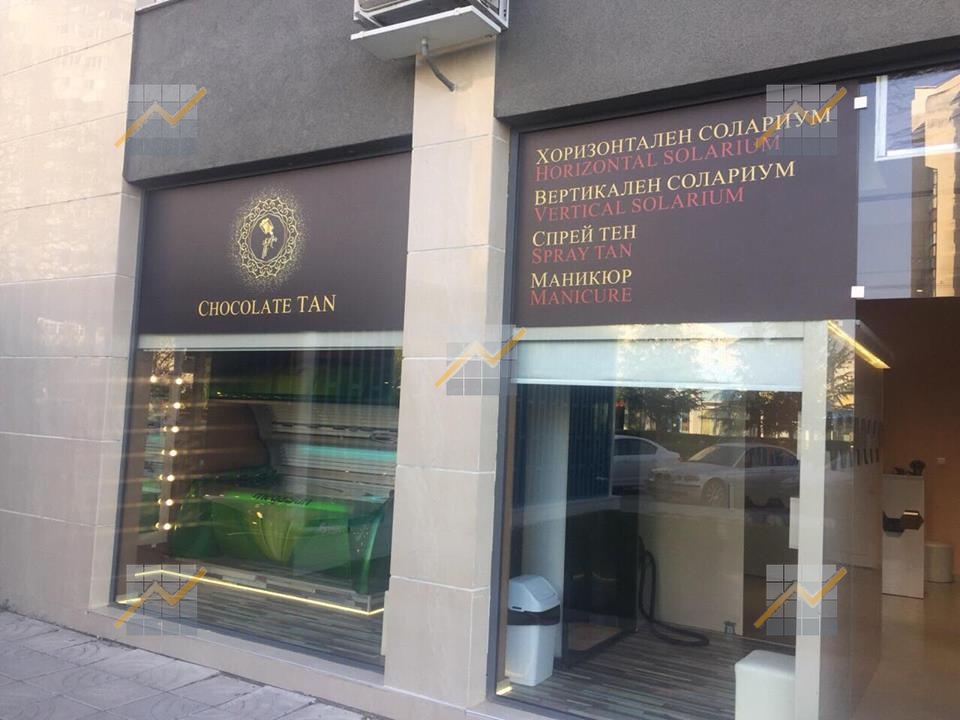 CHOCOLATE TAN
ХОРИЗОНТАЛЕН СОЛАРИУМ
HORIZONTAL SOLARIUM
ВЕРТИКАЛЕН СОЛАРИУМ
VERTICAL SOLARIUM
СПРЕЙ ТЕН
SPRAY TAN
МАНИКЮР
MANICURE